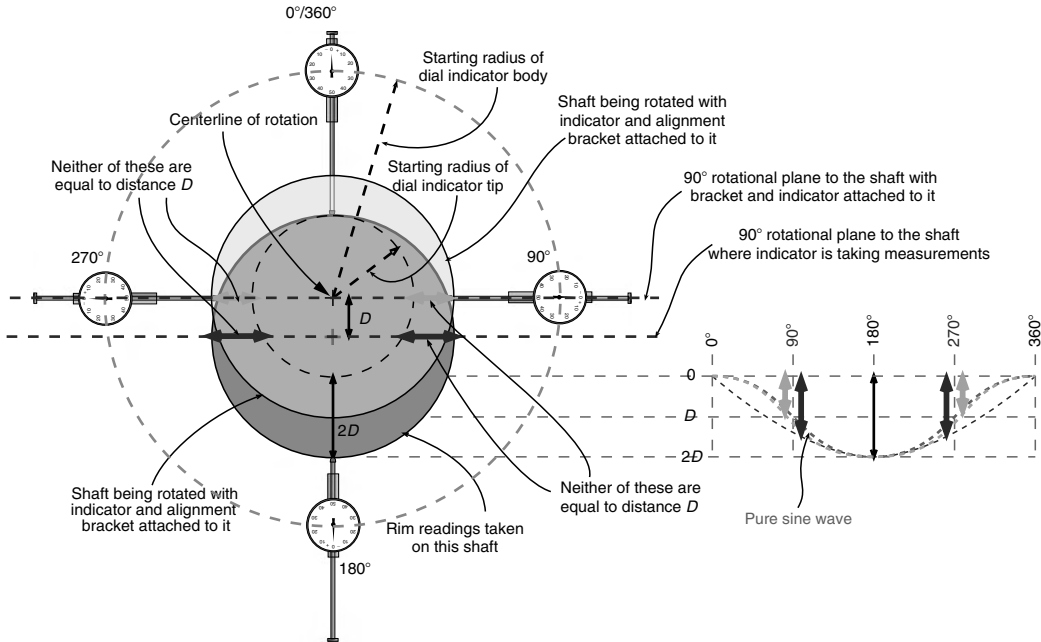 0°/360°
Starting radius of
dial indicator body
Centerline of rotation
Shaft being rotated with
indicator and alignment
bracket attached to it
Neither of these are
equal to distance D
Starting radius of
dial indicator tip
90° rotational plane to the shaft with
bracket and indicator attached to it
90° rotational plane to the shaft
where indicator is taking measurements
270°
90°
D
0°
90°
180°
270°
360°
0
D
2D
2D
Pure sine wave
Shaft being rotated with
indicator and alignment
bracket attached to it
Rim readings taken
on this shaft
Neither of these are
equal to distance D
180°